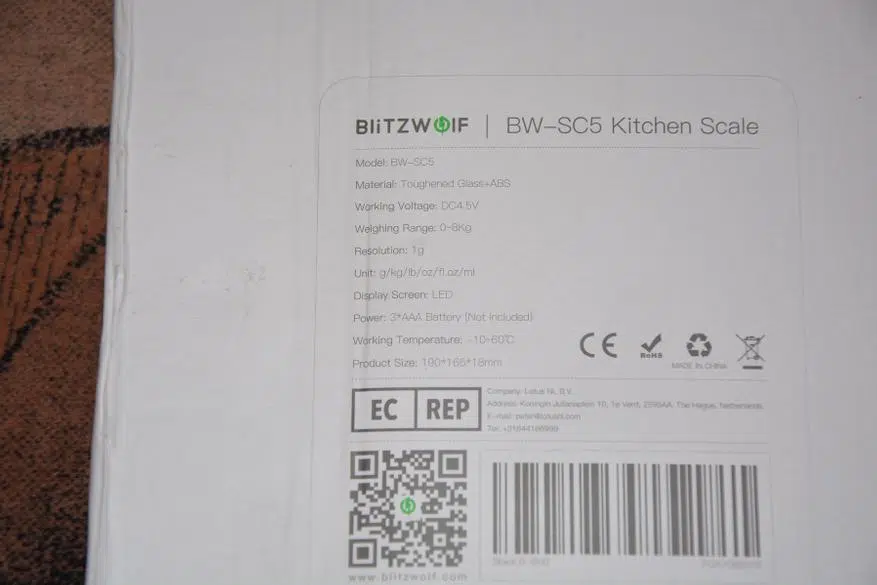 BLiTZWOLF | BW-SC5 Kitchen Scale
Model: BW-SC5
Material: Toughened Glass+ABS
Working Voltage: DC4.5V
Weighing Range: 0-8Kg
Resolution: 1g
Unit: g/kg/lb/oz/fl.oz/ml
Display Screen: LED
Power: 3*AAA Battery (Not Included)
Working Temperature: -10~60℃
Product Size: 190*165*18mm
CE RoHS
MADE IN CHINA
EC REP
Company: Lotus NL B.V.
Address: Koningin Julianaplein 10, 1e Verd, 2595AA, The Hague, Netherlands.
E-mail: peter@lotusnl.com
Tel: +31644168999
www.blitzwolf.com